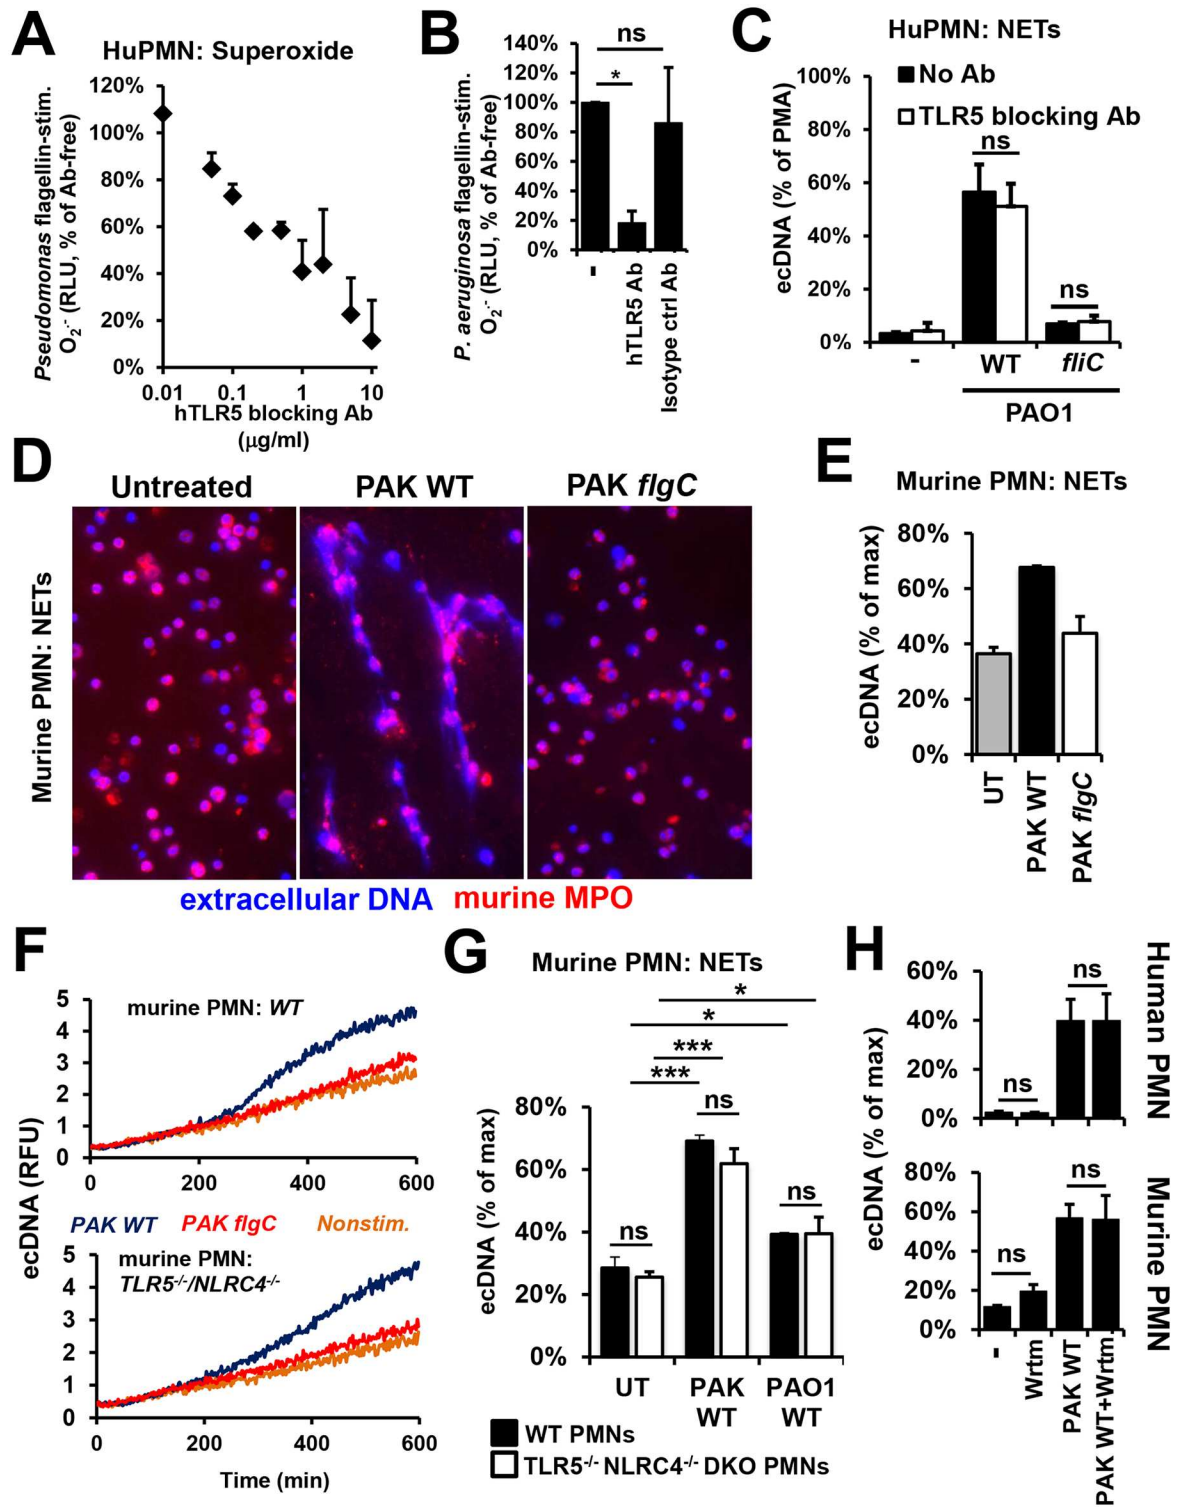 A
HuPMN: Superoxide
Pseudomonas flagellin-stim.
O2.- (RLU, % of Ab-free)
120%
100%
80%
60%
40%
20%
0%
0.01 0.1 1 10
hTLR5 blocking Ab
(µg/ml)
B
P. aeruginosa flagellin-stim.
O2.- (RLU, % of Ab-free)
140%
120%
100%
80%
60%
40%
20%
0%
ns
*
-
hTLR5 Ab
Isotype ctrl Ab
C
HuPMN: NETs
No Ab
TLR5 blocking Ab
ecDNA (% of PMA)
100%
80%
60%
40%
20%
0%
ns
ns
- WT fliC
PAO1
D
Untreated PAK WT PAK flgC
Murine PMN: NETs
extracellular DNA murine MPO
E
Murine PMN: NETs
ecDNA (% of max)
80%
60%
40%
20%
0%
UT
PAK WT
PAK flgC
F
ecDNA (RFU)
murine PMN: WT
5
4
3
2
1
0
0 200 400 600
PAK WT PAK flgC Nonstim.
murine PMN:
TLR5-/-/NLRC4-/-
5
4
3
2
1
0
0 200 400 600
Time (min)
G
Murine PMN: NETs
*
*
***
***
ns
ns
ns
ecDNA (% of max)
80%
60%
40%
20%
0%
UT PAK PAO1
WT WT
WT PMNs
TLR5-/- NLRC4-/- DKO PMNs
H
ecDNA (% of max)
60%
40%
20%
0%
ns
ns
Human PMN
80%
60%
40%
20%
0%
ns
ns
Murine PMN
-
Wrtm
PAK WT
PAK WT+Wrtm